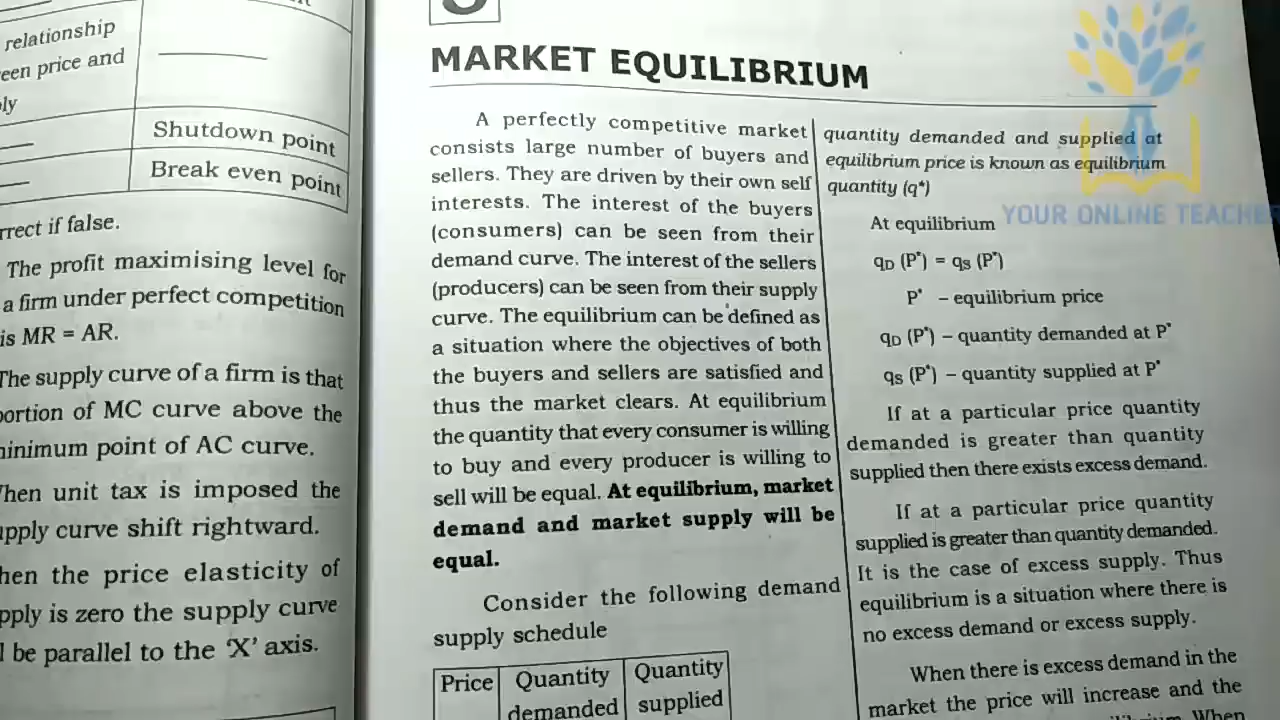 relationship
een price and
ly
Shutdown point
Break even point
rrect if false.
The profit maximising level for
a firm under perfect competition
is MR = AR.
The supply curve of a firm is that
portion of MC curve above the
minimum point of AC curve.
hen unit tax is imposed the
pply curve shift rightward.
hen the price elasticity of
pply is zero the supply curve
l be parallel to the 'X' axis.
MARKET EQUILIBRIUM
A perfectly competitive market
consists large number of buyers and
sellers. They are driven by their own self
interests. The interest of the buyers
(consumers) can be seen from their
demand curve. The interest of the sellers
(producers) can be seen from their supply
curve. The equilibrium can be defined as
a situation where the objectives of both
the buyers and sellers are satisfied and
thus the market clears. At equilibrium
the quantity that every consumer is willing
to buy and every producer is willing to
sell will be equal. At equilibrium, market
demand and market supply will be
equal.
Consider the following demand
supply schedule
Price
Quantity
demanded
Quantity
supplied
quantity demanded and supplied at
equilibrium price is known as equilibrium
quantity (q*)
At equilibrium
qD (P*) = qS (P*)
P* – equilibrium price
qD (P*) – quantity demanded at P*
qS (P*) – quantity supplied at P*
If at a particular price quantity
demanded is greater than quantity
supplied then there exists excess demand.
If at a particular price quantity
supplied is greater than quantity demanded.
It is the case of excess supply. Thus
equilibrium is a situation where there is
no excess demand or excess supply.
When there is excess demand in the
market the price will increase and the
When
YOUR ONLINE TEACHER